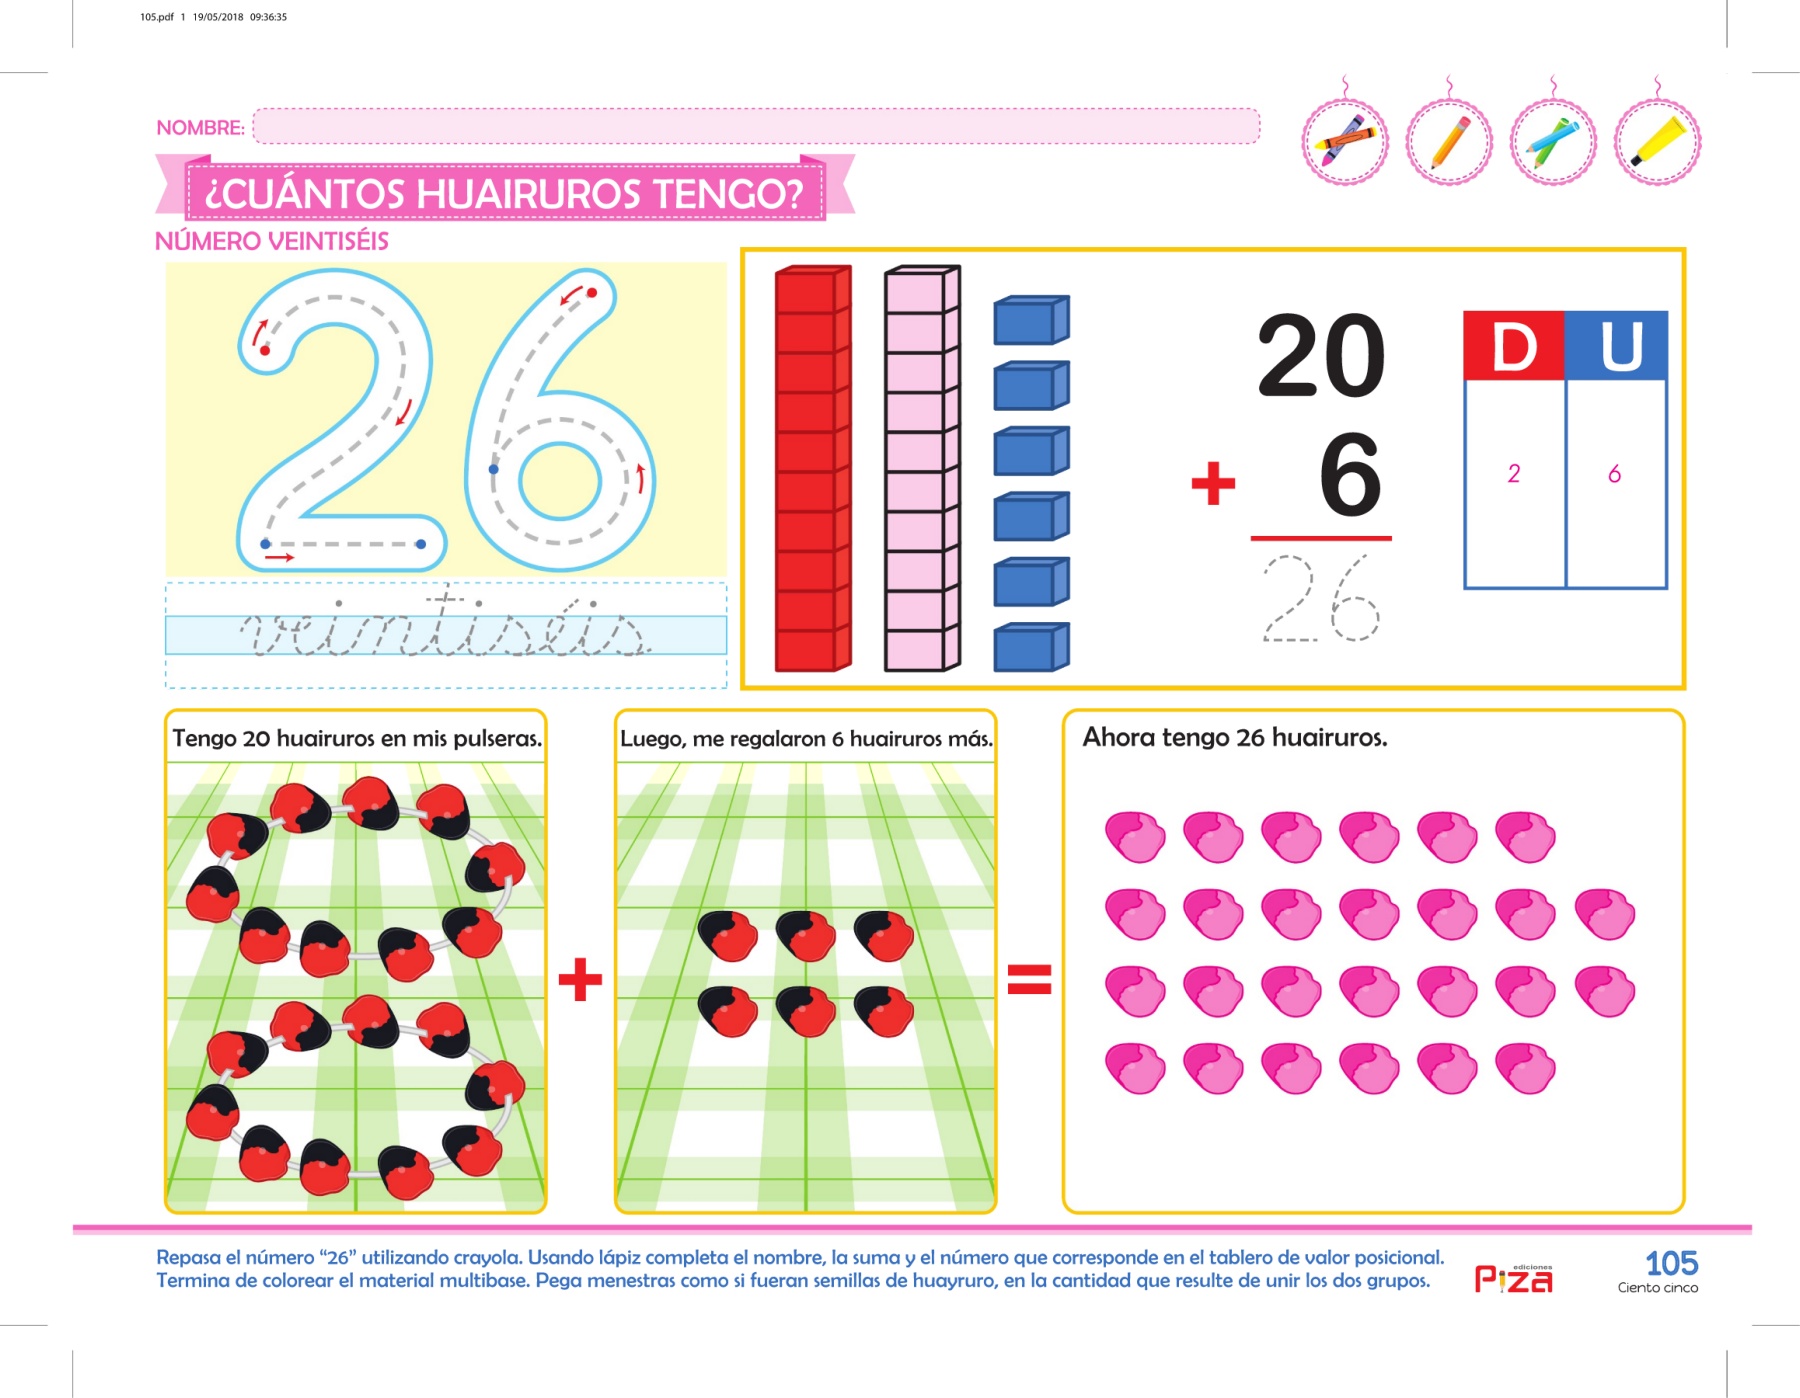 105.pdf 1 19/05/2018 09:36:35
NOMBRE:
¿CUÁNTOS HUAIRUROS TENGO?
NÚMERO VEINTISÉIS
26
veintiséis
20
+ 6
26
D U
2 6
Tengo 20 huairuros en mis pulseras.
+
Luego, me regalaron 6 huairuros más.
=
Ahora tengo 26 huairuros.
Repasa el número “26” utilizando crayola. Usando lápiz completa el nombre, la suma y el número que corresponde en el tablero de valor posicional.
Termina de colorear el material multibase. Pega menestras como si fueran semillas de huayruro, en la cantidad que resulte de unir los dos grupos.
ediciones
Piza
105
Ciento cinco